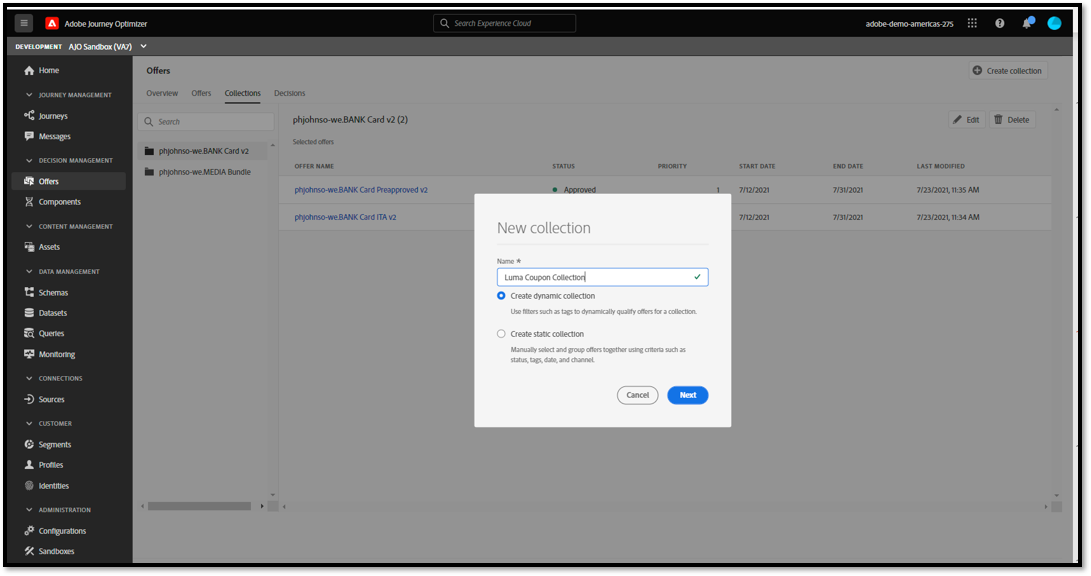 Adobe Journey Optimizer
Search Experience Cloud
adobe-demo-americas-275
DEVELOPMENT AJO Sandbox (VA7)
Home
JOURNEY MANAGEMENT
Journeys
Messages
DECISION MANAGEMENT
Offers
Components
CONTENT MANAGEMENT
Assets
DATA MANAGEMENT
Schemas
Datasets
Queries
Monitoring
CONNECTIONS
Sources
CUSTOMER
Segments
Profiles
Identities
ADMINISTRATION
Configurations
Sandboxes
Offers
Create collection
Overview Offers Collections Decisions
Search
phjohnso-we.BANK Card v2
phjohnso-we.MEDIA Bundle
phjohnso-we.BANK Card v2 (2)
Edit Delete
Selected offers
OFFER NAME STATUS PRIORITY START DATE END DATE LAST MODIFIED
phjohnso-we.BANK Card Preapproved v2 Approved 1 7/12/2021 7/31/2021 7/23/2021, 11:35 AM
phjohnso-we.BANK Card ITA v2 7/12/2021 7/31/2021 7/23/2021, 11:34 AM
New collection
Name *
Luma Coupon Collection
Create dynamic collection
Use filters such as tags to dynamically qualify offers for a collection.
Create static collection
Manually select and group offers together using criteria such as
status, tags, date, and channel.
Cancel Next